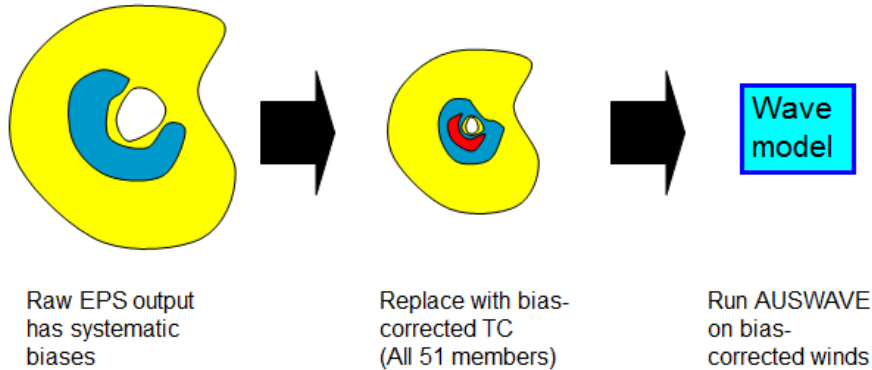 Wave
model
Raw EPS output
has systematic
biases
Replace with bias-
corrected TC
(All 51 members)
Run AUSWAVE
on bias-
corrected winds